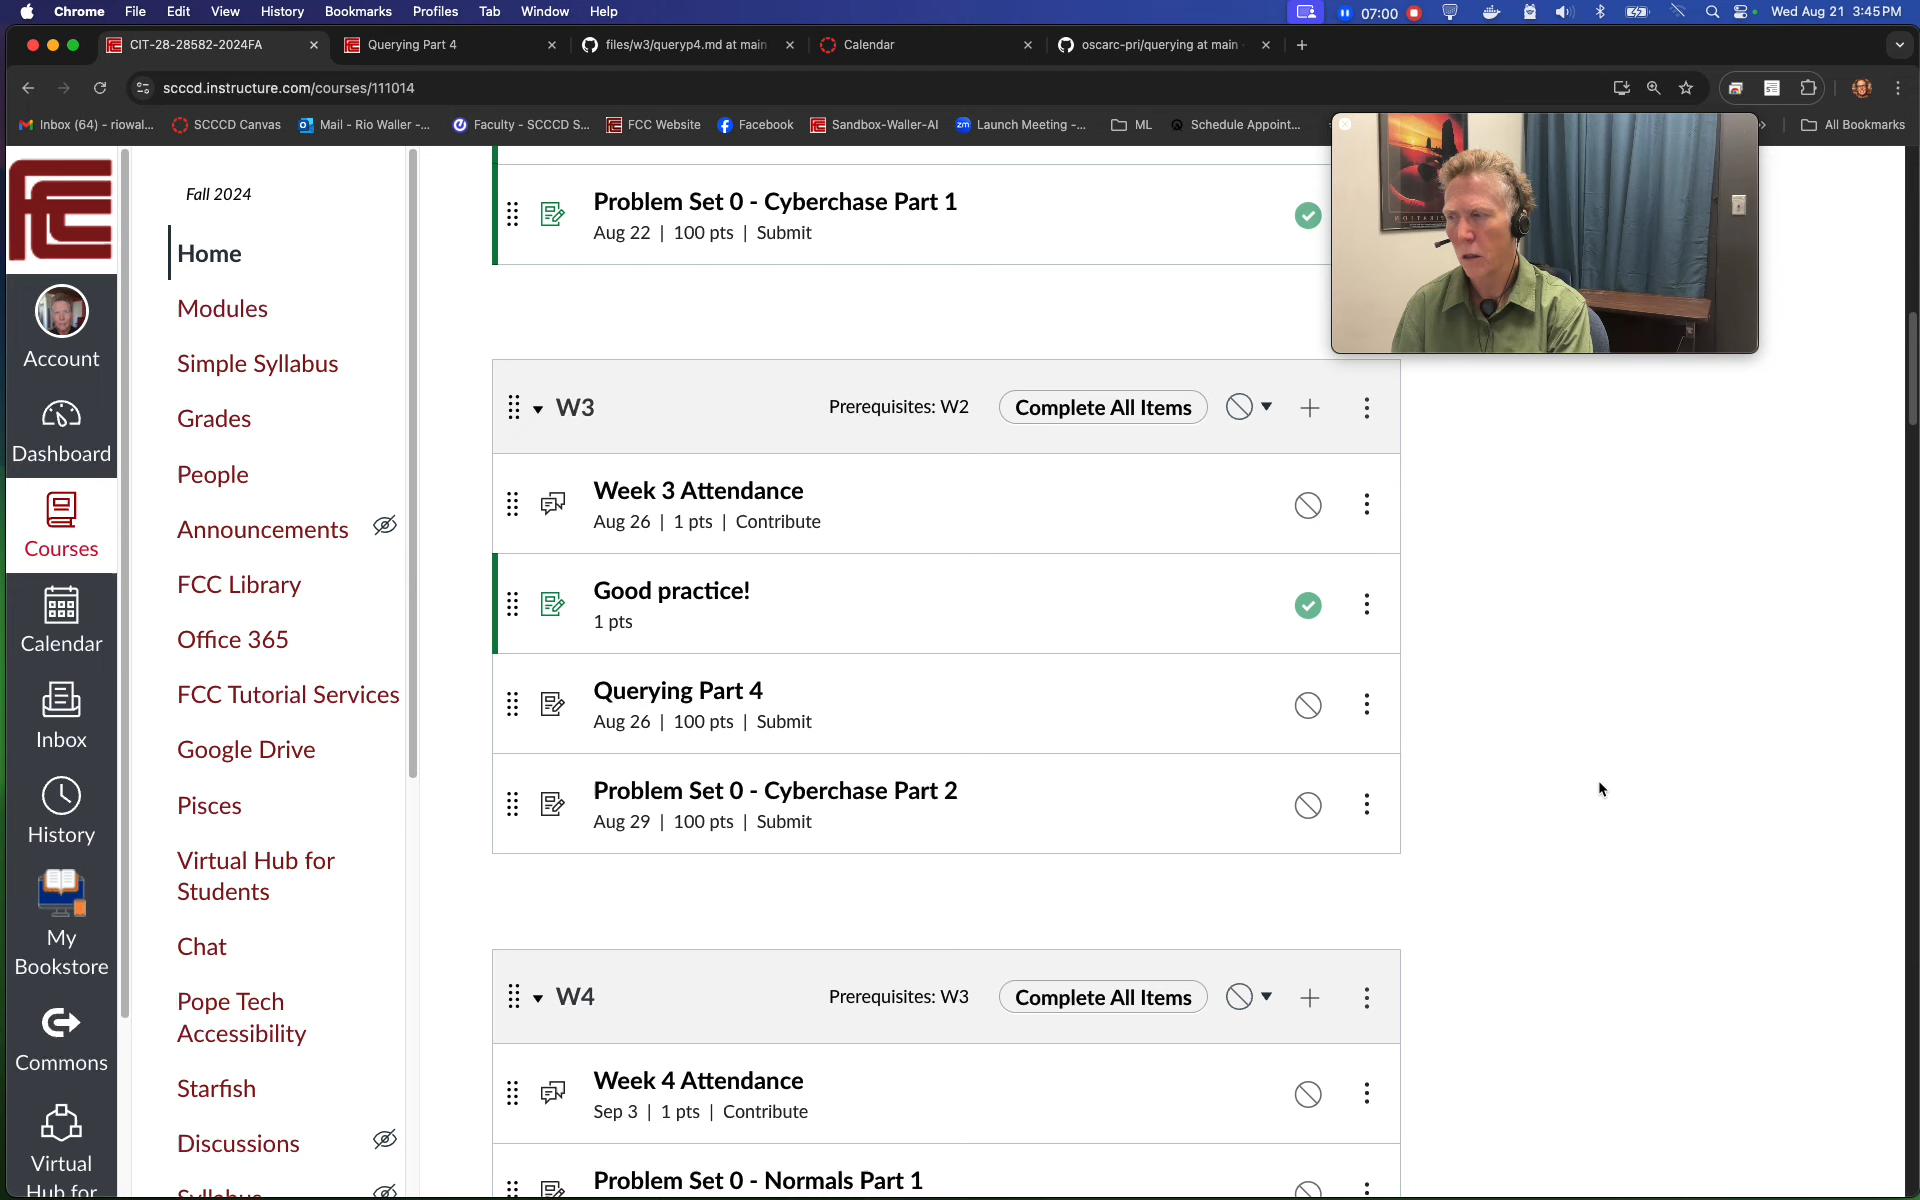 Chrome File Edit View History Bookmarks Profiles Tab Window Help 07:00 Wed Aug 21 3:45 PM
CIT-28-28582-2024FA Querying Part 4 files/w3/queryp4.md at main Calendar oscarc-pri/querying at main
scccd.instructure.com/courses/111014
Inbox (64) - riowal... SCCCD Canvas Mail - Rio Waller -... Faculty - SCCCD S... FCC Website Facebook Sandbox-Waller-AI Launch Meeting -... ML Schedule Appoint... All Bookmarks
Account
Dashboard
Courses
Calendar
Inbox
History
My
Bookstore
Commons
Virtual
Hub for
Fall 2024
Home
Modules
Simple Syllabus
Grades
People
Announcements
FCC Library
Office 365
FCC Tutorial Services
Google Drive
Pisces
Virtual Hub for
Students
Chat
Pope Tech
Accessibility
Starfish
Discussions
Syllabus
Problem Set 0 - Cyberchase Part 1
Aug 22 | 100 pts | Submit
W3 Prerequisites: W2 Complete All Items
Week 3 Attendance
Aug 26 | 1 pts | Contribute
Good practice!
1 pts
Querying Part 4
Aug 26 | 100 pts | Submit
Problem Set 0 - Cyberchase Part 2
Aug 29 | 100 pts | Submit
W4 Prerequisites: W3 Complete All Items
Week 4 Attendance
Sep 3 | 1 pts | Contribute
Problem Set 0 - Normals Part 1